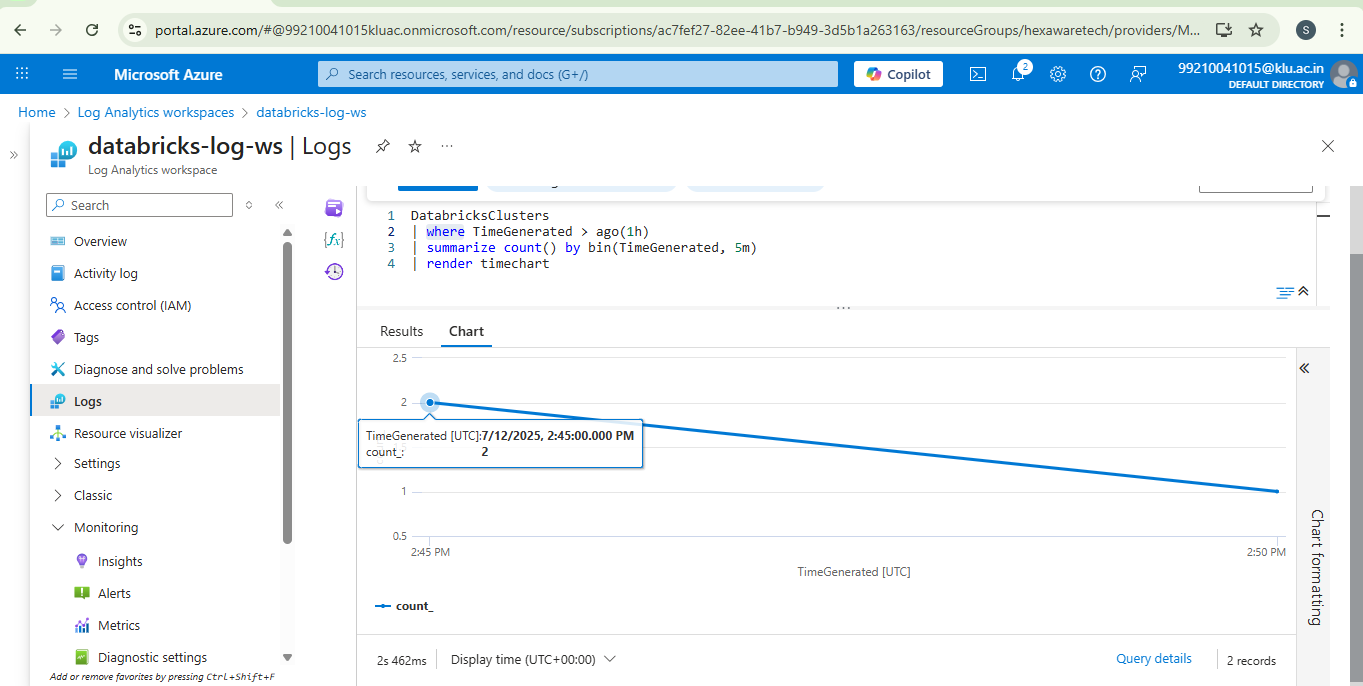 portal.azure.com/#@99210041015kluac.onmicrosoft.com/resource/subscriptions/ac7fef27-82ee-41b7-b949-3d5b1a263163/resourceGroups/hexawaretech/providers/M...
S
Microsoft Azure
Search resources, services, and docs (G+/)
Copilot
2
99210041015@klu.ac.in
DEFAULT DIRECTORY
Home > Log Analytics workspaces > databricks-log-ws
databricks-log-ws | Logs
Log Analytics workspace
Search
Overview
Activity log
Access control (IAM)
Tags
Diagnose and solve problems
Logs
Resource visualizer
Settings
Classic
Monitoring
Insights
Alerts
Metrics
Diagnostic settings
Add or remove favorites by pressing Ctrl+Shift+F
1 DatabricksClusters
2 | where TimeGenerated > ago(1h)
3 | summarize count() by bin(TimeGenerated, 5m)
4 | render timechart
Results Chart
2.5
2
TimeGenerated [UTC]:7/12/2025, 2:45:00.000 PM
count_: 2
1
0.5
2:45 PM 2:50 PM
TimeGenerated [UTC]
count_
Chart formatting
2s 462ms Display time (UTC+00:00) Query details 2 records